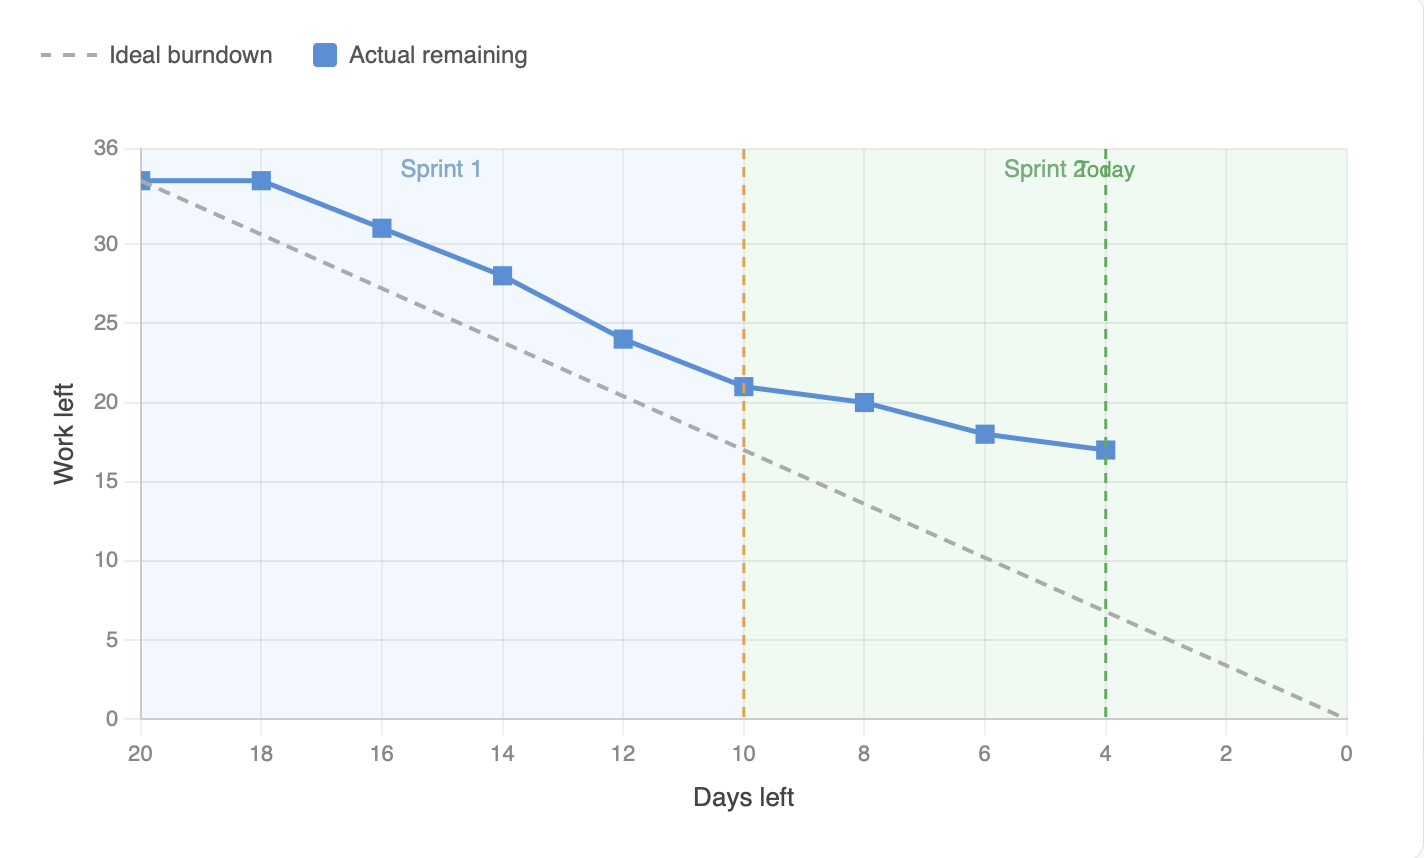 Ideal burndown Actual remaining
36
Sprint 1 Sprint 2 Today
30
25
20
15
10
5
0
Work left
20 18 16 14 12 10 8 6 4 2 0
Days left